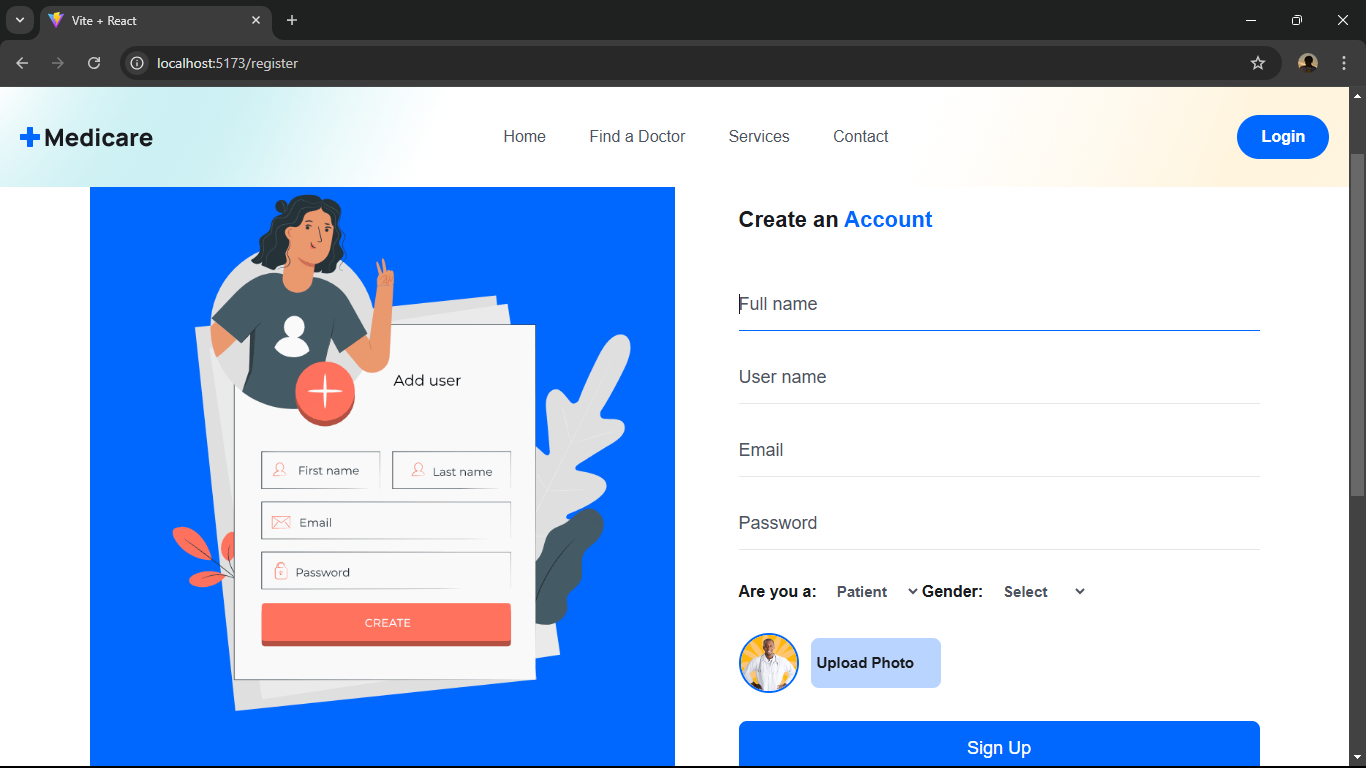 Vite + React
localhost:5173/register
Medicare
Home
Find a Doctor
Services
Contact
Login
Add user
First name
Last name
Email
Password
CREATE
Create an Account
Full name
User name
Email
Password
Are you a: Patient Gender: Select
Upload Photo
Sign Up